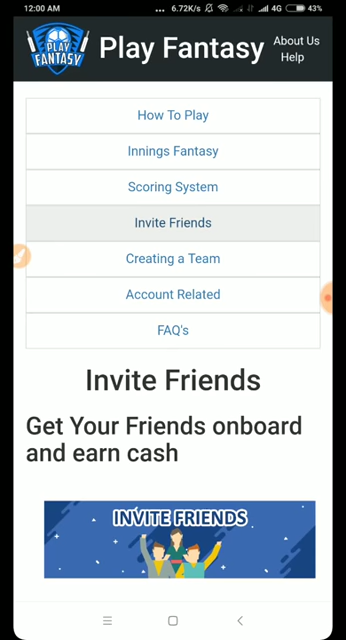 12:00 AM
... 6.72K/s 4G 43%
PLAY
FANTASY
Play Fantasy
About Us
Help
How To Play
Innings Fantasy
Scoring System
Invite Friends
Creating a Team
Account Related
FAQ's
Invite Friends
Get Your Friends onboard
and earn cash
INVITE FRIENDS